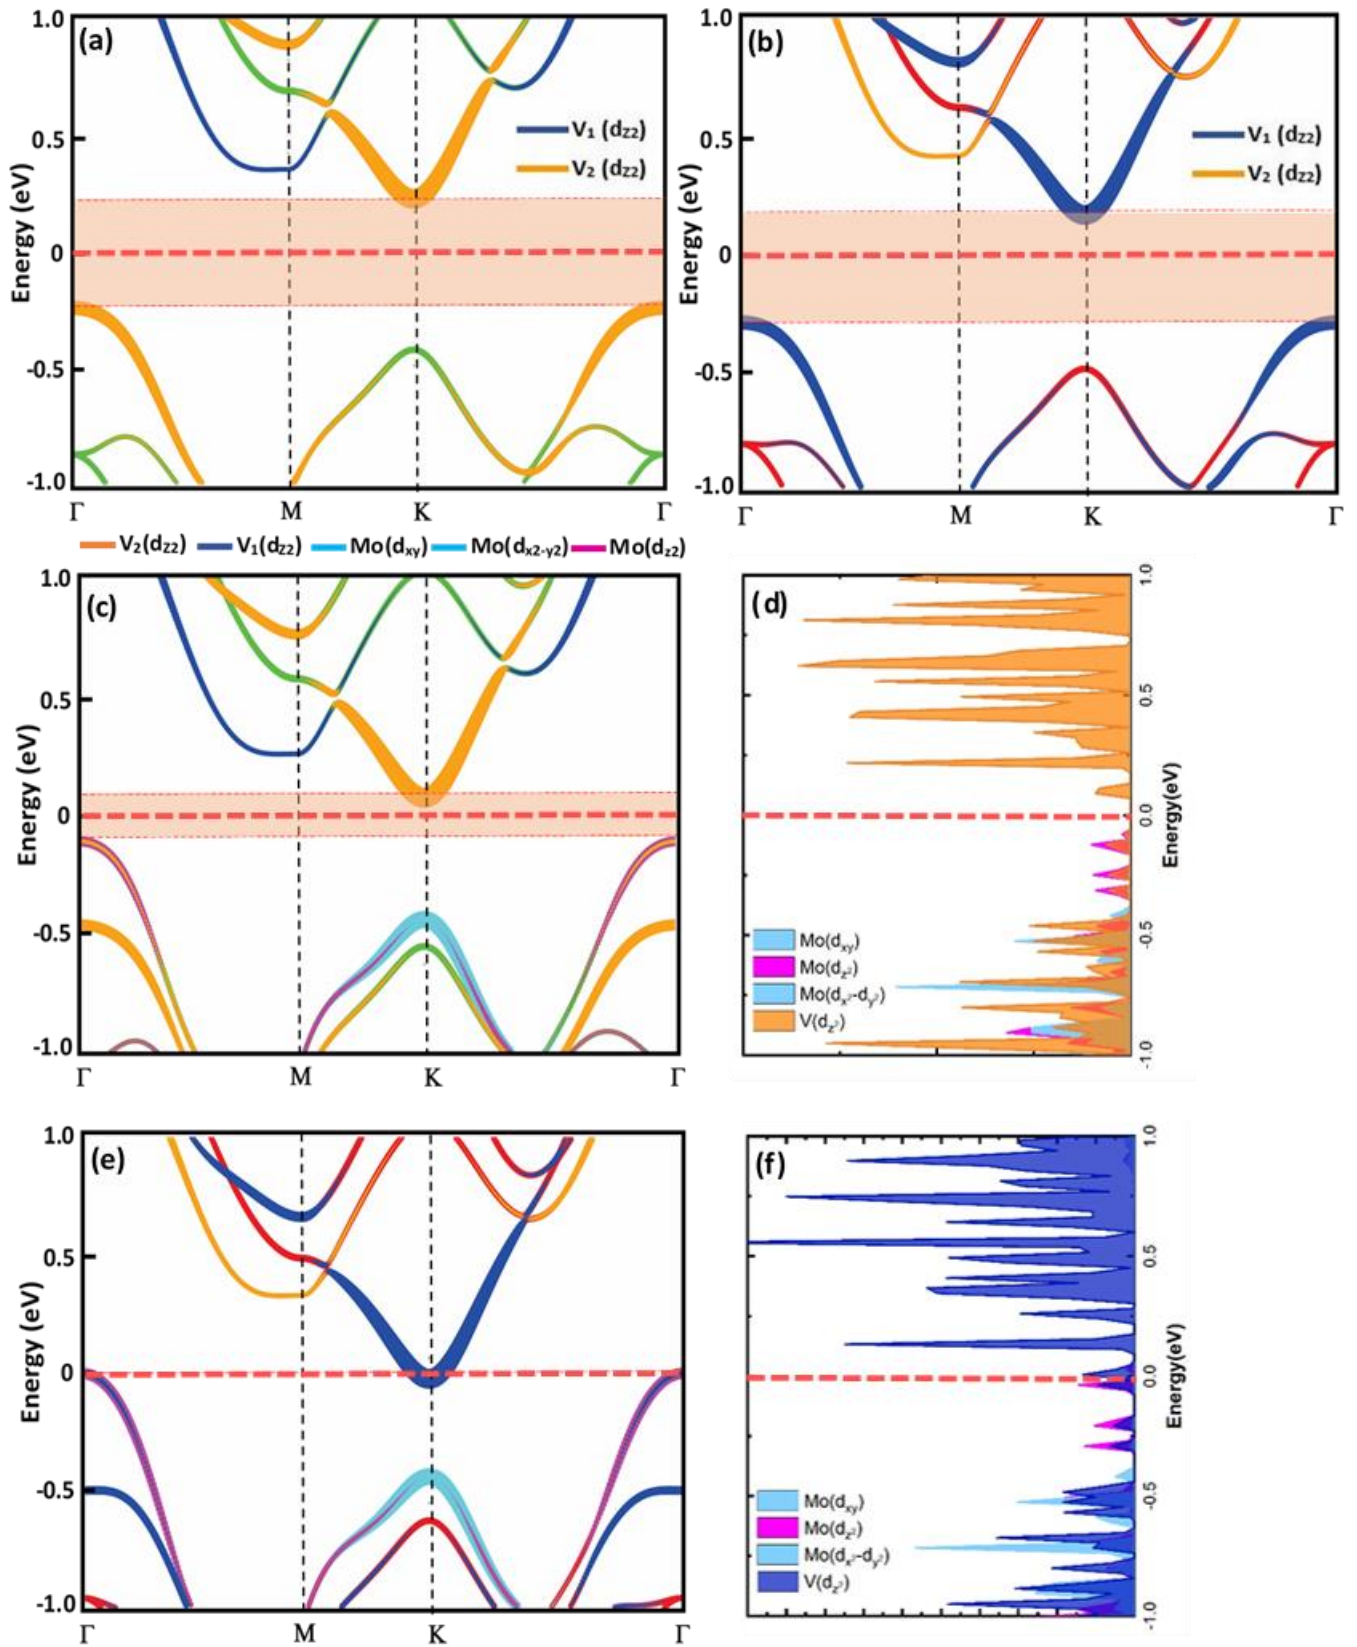 (a)
1.0
0.5
0
-0.5
-1.0
Energy (eV)
V1 (dZ2)
V2 (dZ2)
Γ M K Γ
(b)
1.0
0.5
0
-0.5
-1.0
Energy (eV)
V1 (dZ2)
V2 (dZ2)
Γ M K Γ
V2(dZ2) V1(dZ2) Mo(dxy) Mo(dx2-y2) Mo(dz2)
(c)
1.0
0.5
0
-0.5
-1.0
Energy (eV)
Γ M K Γ
(d)
1.0
0.5
0.0
-0.5
-1.0
Energy(eV)
Mo(dxy)
Mo(dz²)
Mo(dx²-dy²)
V(dz²)
(e)
1.0
0.5
0
-0.5
-1.0
Energy (eV)
Γ M K Γ
(f)
1.0
0.5
0.0
-0.5
-1.0
Energy(eV)
Mo(dxy)
Mo(dz²)
Mo(dx²-dy²)
V(dz²)